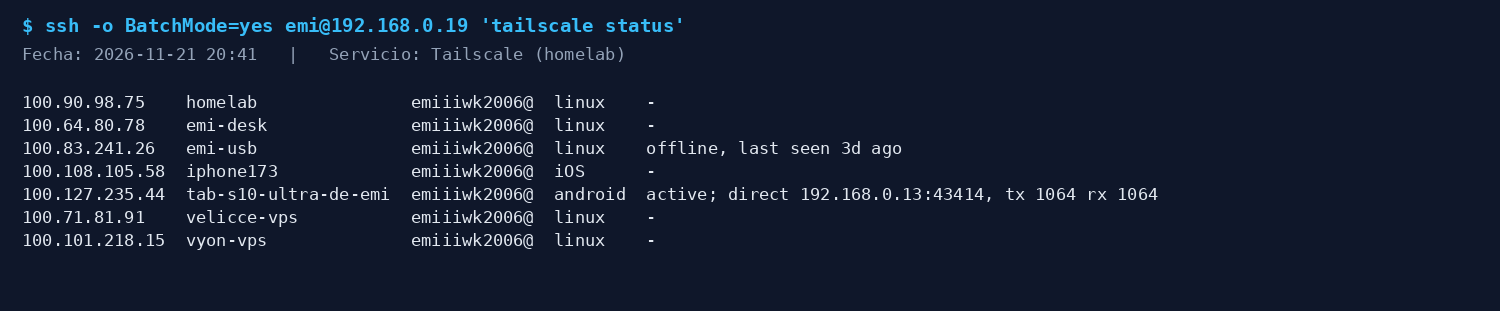 $ ssh -o BatchMode=yes emi@192.168.0.19 'tailscale status'
Fecha: 2026-11-21 20:41   |   Servicio: Tailscale (homelab)
100.90.98.75    homelab               emiiiwk2006@  linux    -
100.64.80.78    emi-desk              emiiiwk2006@  linux    -
100.83.241.26   emi-usb               emiiiwk2006@  linux    offline, last seen 3d ago
100.108.105.58  iphone173             emiiiwk2006@  iOS      -
100.127.235.44  tab-s10-ultra-de-emi  emiiiwk2006@  android  active; direct 192.168.0.13:43414, tx 1064 rx 1064
100.71.81.91    velicce-vps           emiiiwk2006@  linux    -
100.101.218.15  vyon-vps              emiiiwk2006@  linux    -